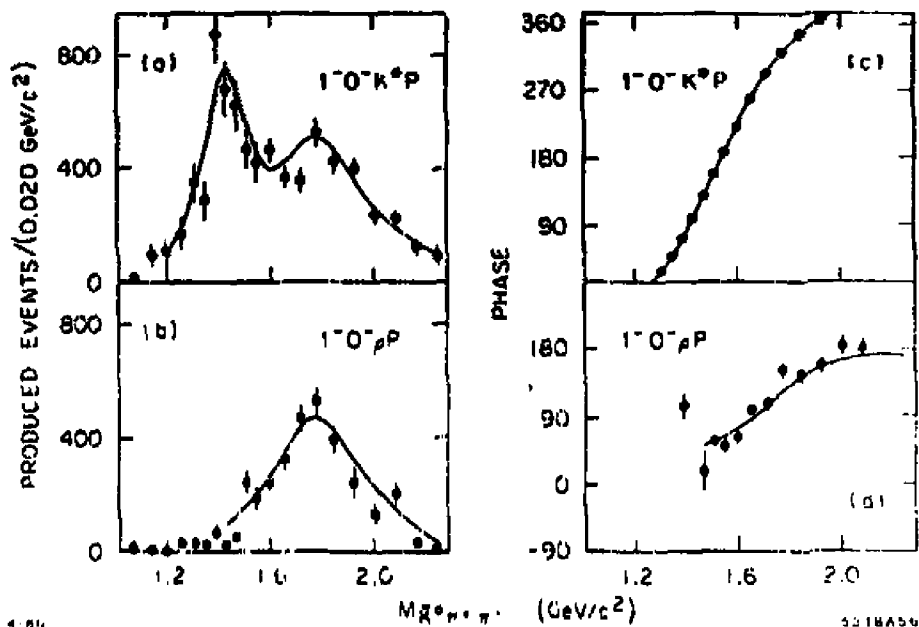 PRODUCED EVENTS/(0.020 GeV/c²)
800
400
0
(a)
1⁻0⁻K*P
800
400
0
(b)
1⁻0⁻ρP
1.2
1.6
2.0
PHASE
360
270
180
90
1⁻0⁻K*P
(c)
180
90
0
-90
1⁻0⁻ρP
(d)
1.2
1.6
2.0
(GeV/c²)